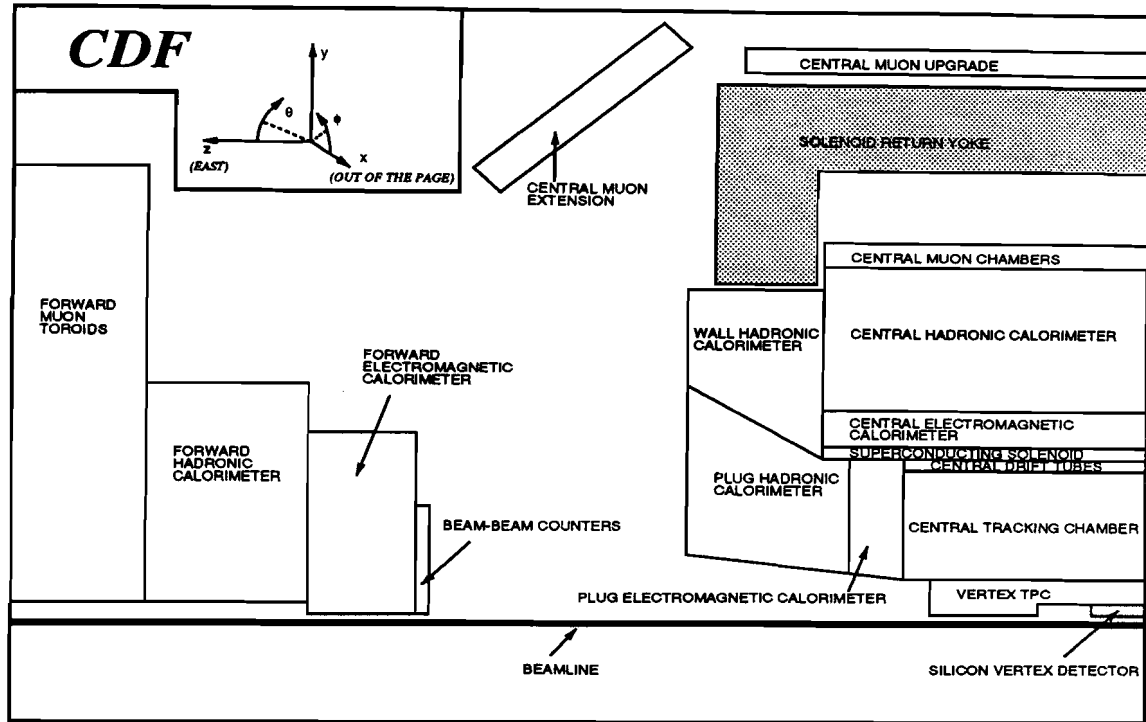 CDF
y
θ
ϕ
z
(EAST)
x
(OUT OF THE PAGE)
CENTRAL MUON
EXTENSION
CENTRAL MUON UPGRADE
SOLENOID RETURN YOKE
CENTRAL MUON CHAMBERS
FORWARD
MUON
TOROIDS
WALL HADRONIC
CALORIMETER
CENTRAL HADRONIC CALORIMETER
FORWARD
ELECTROMAGNETIC
CALORIMETER
CENTRAL ELECTROMAGNETIC
CALORIMETER
SUPERCONDUCTING SOLENOID
CENTRAL DRIFT TUBES
FORWARD
HADRONIC
CALORIMETER
PLUG HADRONIC
CALORIMETER
BEAM-BEAM COUNTERS
CENTRAL TRACKING CHAMBER
PLUG ELECTROMAGNETIC CALORIMETER
VERTEX TPC
BEAMLINE
SILICON VERTEX DETECTOR